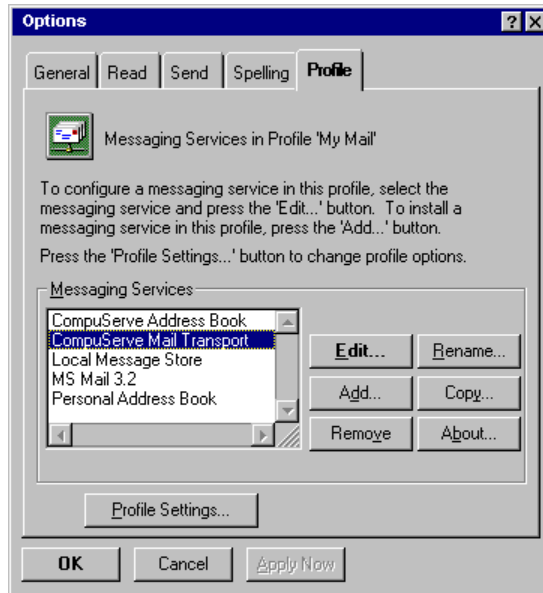 Options
General Read Send Spelling Profile
Messaging Services in Profile 'My Mail'
To configure a messaging service in this profile, select the
messaging service and press the 'Edit...' button. To install a
messaging service in this profile, press the 'Add...' button.
Press the 'Profile Settings...' button to change profile options.
Messaging Services
CompuServe Address Book
CompuServe Mail Transport
Local Message Store
MS Mail 3.2
Personal Address Book
Edit... Rename...
Add... Copy...
Remove About...
Profile Settings...
OK Cancel Apply Now